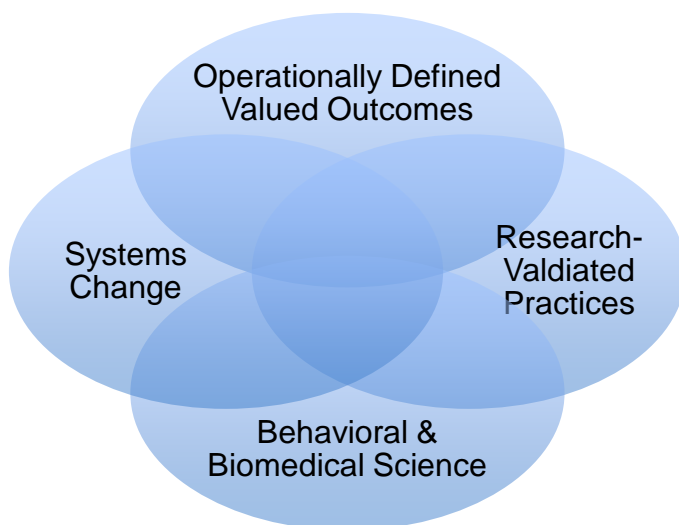 Operationally Defined
Valued Outcomes
Systems
Change
Research-
Valdiated
Practices
Behavioral &
Biomedical Science